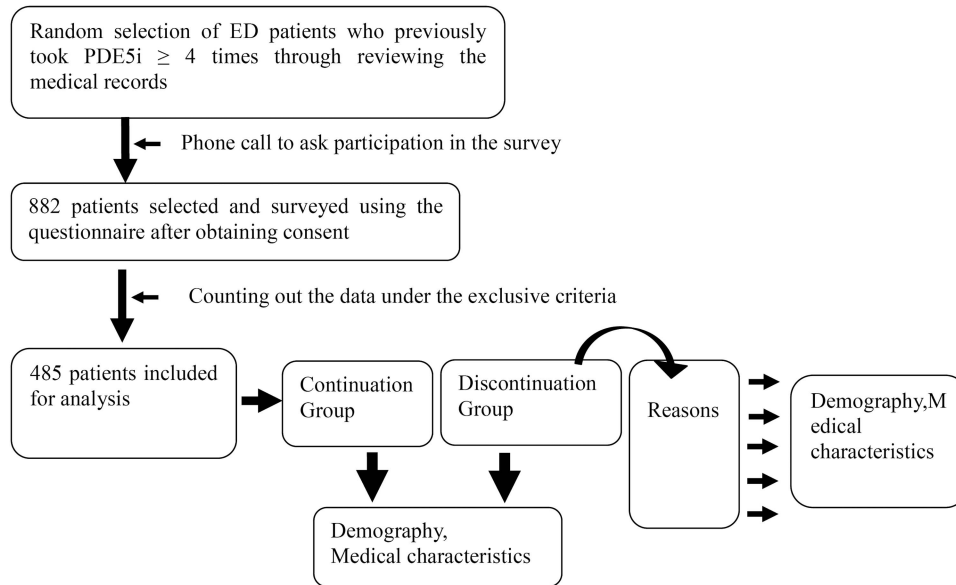 Random selection of ED patients who previously
took PDE5i ≥ 4 times through reviewing the
medical records
Phone call to ask participation in the survey
882 patients selected and surveyed using the
questionnaire after obtaining consent
Counting out the data under the exclusive criteria
485 patients included
for analysis
Continuation
Group
Discontinuation
Group
Reasons
Demography,M
edical
characteristics
Demography,
Medical characteristics